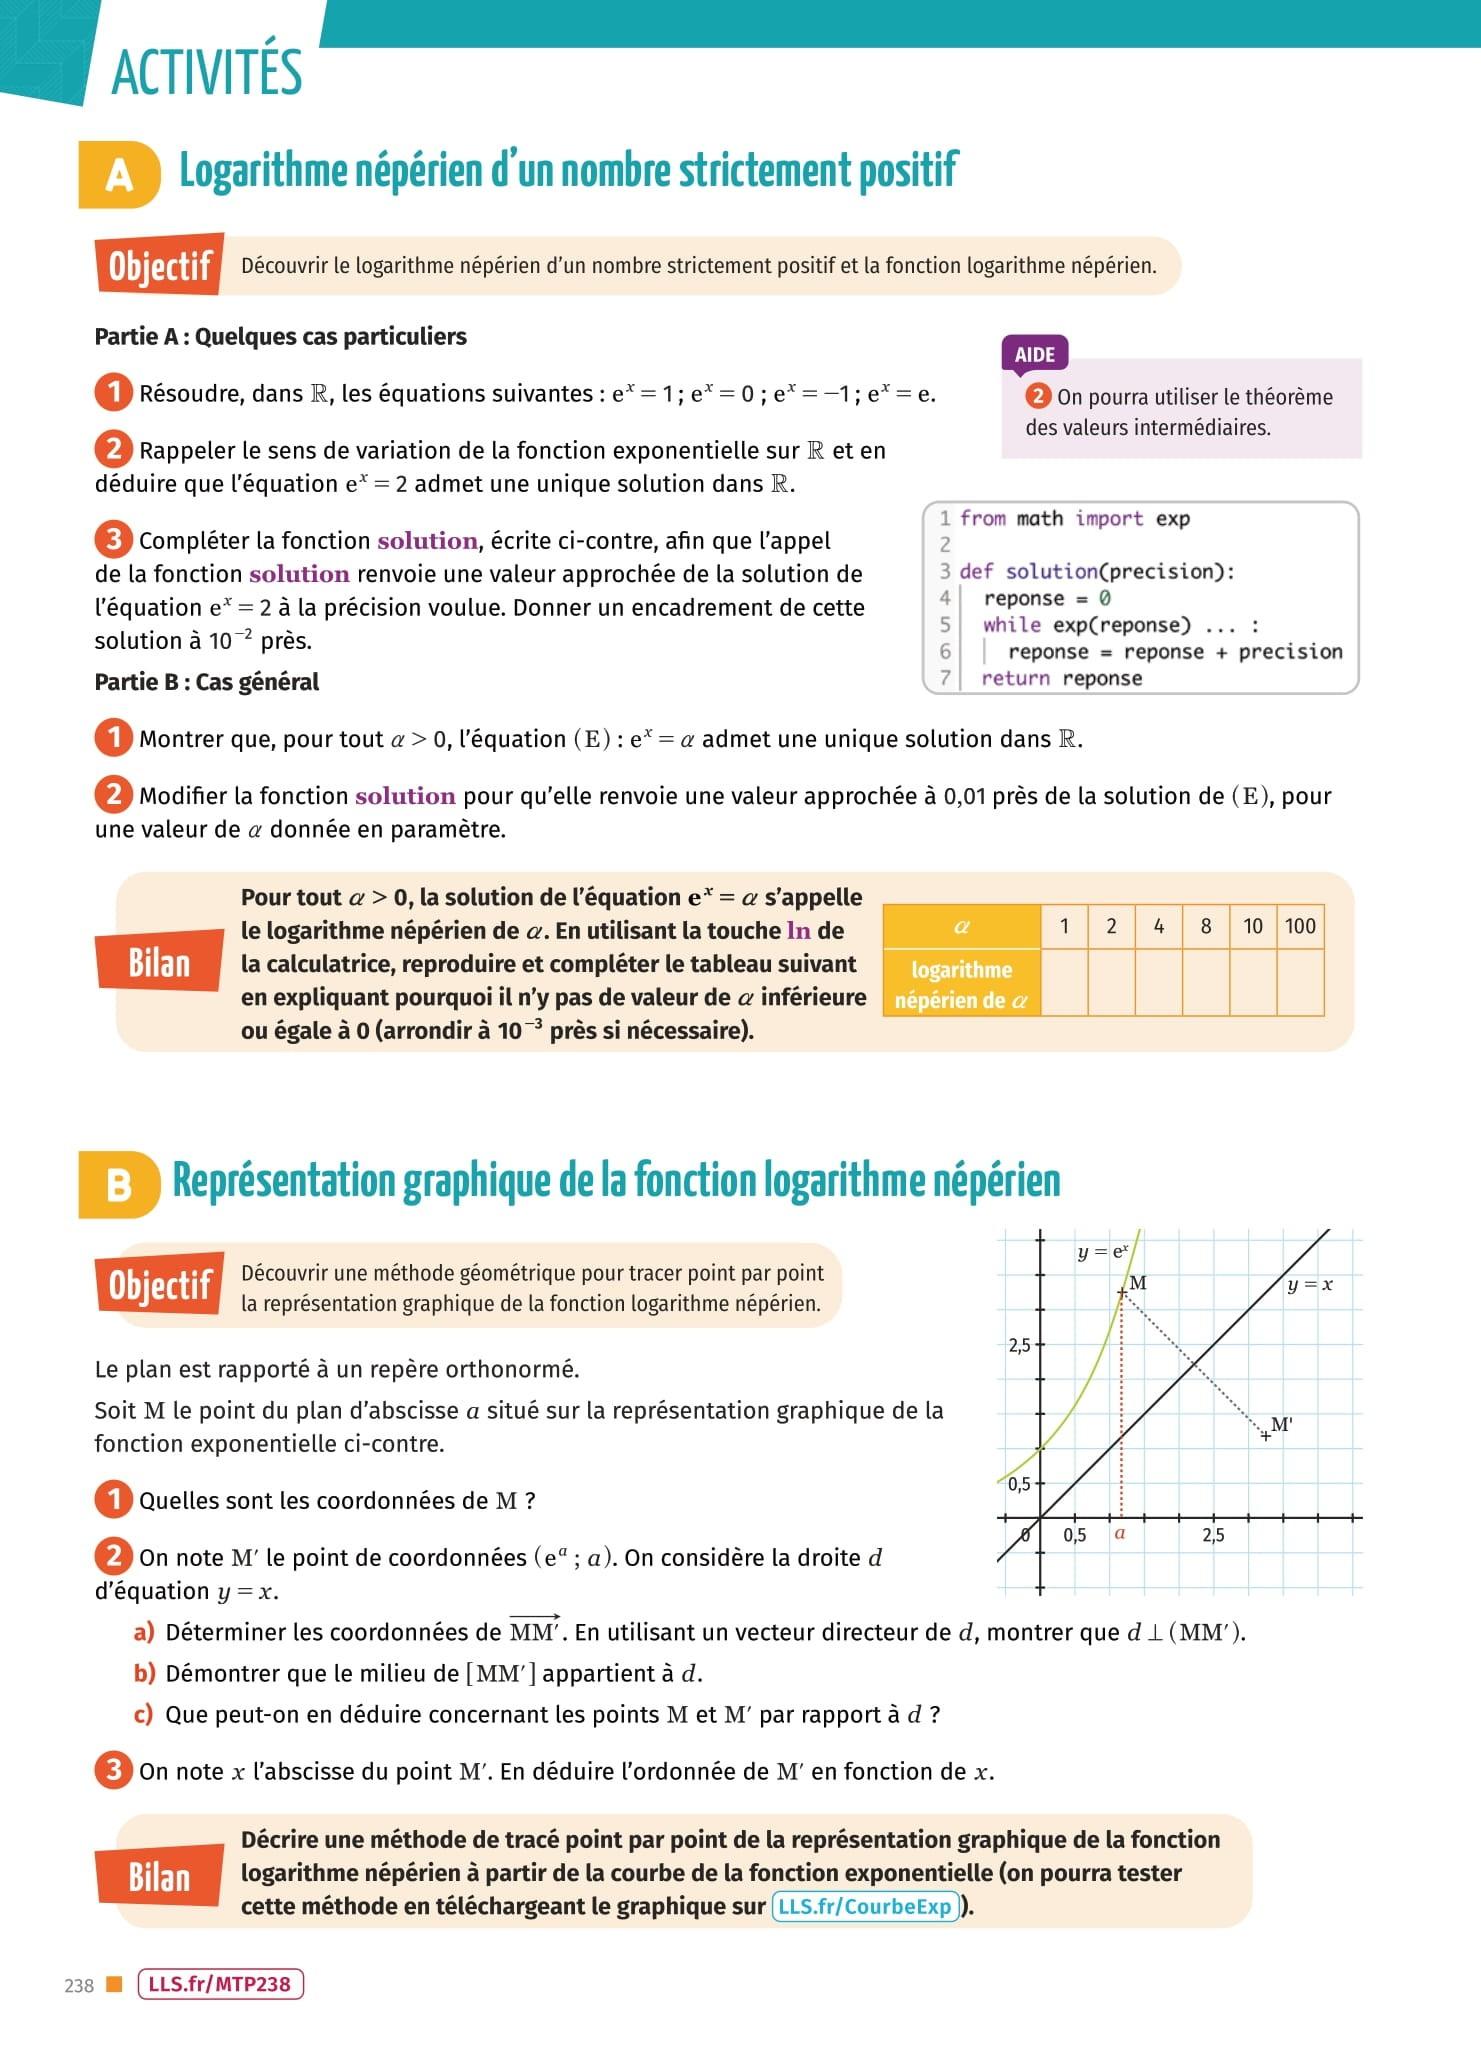 ACTIVITÉS
A Logarithme népérien d'un nombre strictement positif
Objectif Découvrir le logarithme népérien d'un nombre strictement positif et la fonction logarithme népérien.
Partie A : Quelques cas particuliers
1 Résoudre, dans ℝ, les équations suivantes : eˣ = 1 ; eˣ = 0 ; eˣ = −1 ; eˣ = e.
2 Rappeler le sens de variation de la fonction exponentielle sur ℝ et en
déduire que l'équation eˣ = 2 admet une unique solution dans ℝ.
AIDE
2 On pourra utiliser le théorème
des valeurs intermédiaires.
3 Compléter la fonction solution, écrite ci-contre, afin que l'appel
de la fonction solution renvoie une valeur approchée de la solution de
l'équation eˣ = 2 à la précision voulue. Donner un encadrement de cette
solution à 10⁻² près.
1 from math import exp
2
3 def solution(precision):
4 reponse = 0
5 while exp(reponse) ... :
6 reponse = reponse + precision
7 return reponse
Partie B : Cas général
1 Montrer que, pour tout α > 0, l'équation (E) : eˣ = α admet une unique solution dans ℝ.
2 Modifier la fonction solution pour qu'elle renvoie une valeur approchée à 0,01 près de la solution de (E), pour
une valeur de α donnée en paramètre.
Bilan
Pour tout α > 0, la solution de l'équation eˣ = α s'appelle
le logarithme népérien de α. En utilisant la touche ln de
la calculatrice, reproduire et compléter le tableau suivant
en expliquant pourquoi il n'y pas de valeur de α inférieure
ou égale à 0 (arrondir à 10⁻³ près si nécessaire).
α 1 2 4 8 10 100
logarithme
népérien de α
B Représentation graphique de la fonction logarithme népérien
Objectif
Découvrir une méthode géométrique pour tracer point par point
la représentation graphique de la fonction logarithme népérien.
Le plan est rapporté à un repère orthonormé.
Soit M le point du plan d'abscisse a situé sur la représentation graphique de la
fonction exponentielle ci-contre.
y = eˣ
M
y = x
2,5
M'
0,5
0 0,5 a 2,5
1 Quelles sont les coordonnées de M ?
2 On note M′ le point de coordonnées (eᵃ ; a). On considère la droite d
d'équation y = x.
a) Déterminer les coordonnées de MM′. En utilisant un vecteur directeur de d, montrer que d ⊥ (MM′).
b) Démontrer que le milieu de [MM′] appartient à d.
c) Que peut-on en déduire concernant les points M et M′ par rapport à d ?
3 On note x l'abscisse du point M′. En déduire l'ordonnée de M′ en fonction de x.
Bilan
Décrire une méthode de tracé point par point de la représentation graphique de la fonction
logarithme népérien à partir de la courbe de la fonction exponentielle (on pourra tester
cette méthode en téléchargeant le graphique sur LLS.fr/CourbeExp ).
238 LLS.fr/MTP238